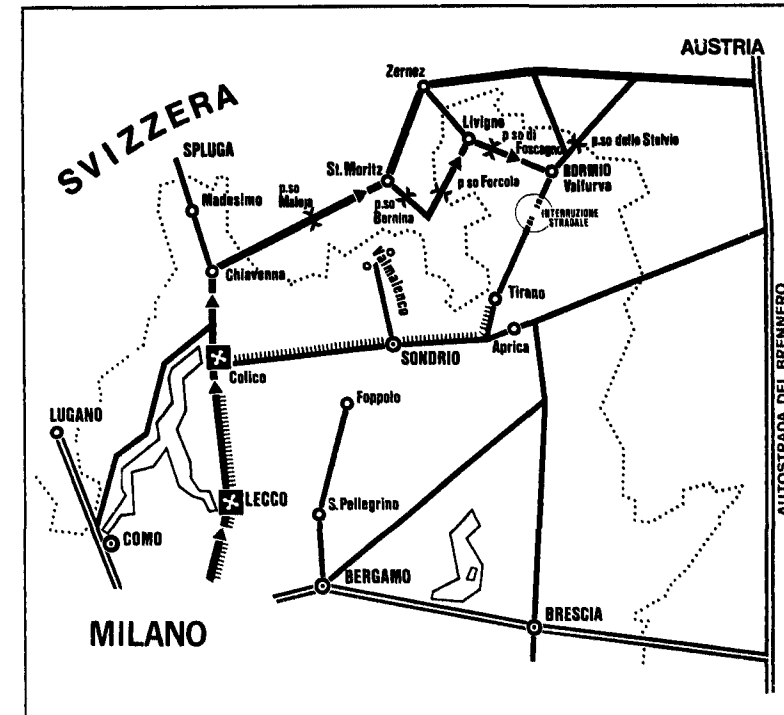 AUSTRIA
Zernez
SVIZZERA
Livigno
p.so di
Foscagno
p.so dello Stelvio
SPLUGA
St. Moritz
BORMIO
Valfurva
p.so
Maloja
p.so Forcola
Madesimo
p.so
Bernina
INTERRUZIONE
STRADALE
Valmalenco
Chiavenna
Tirano
AUTOSTRADA DEL BRENNERO
SONDRIO
Aprica
Colico
Foppolo
LUGANO
LECCO
S. Pellegrino
COMO
BERGAMO
BRESCIA
MILANO